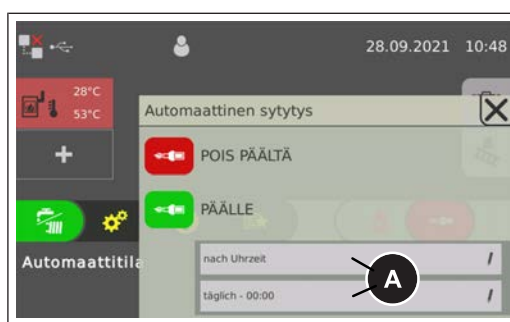 28.09.2021 10:48
28°C
53°C
Automaattinen sytytys
POIS PÄÄLTÄ
PÄÄLLE
Automaattitila
nach Uhrzeit
täglich - 00:00
A